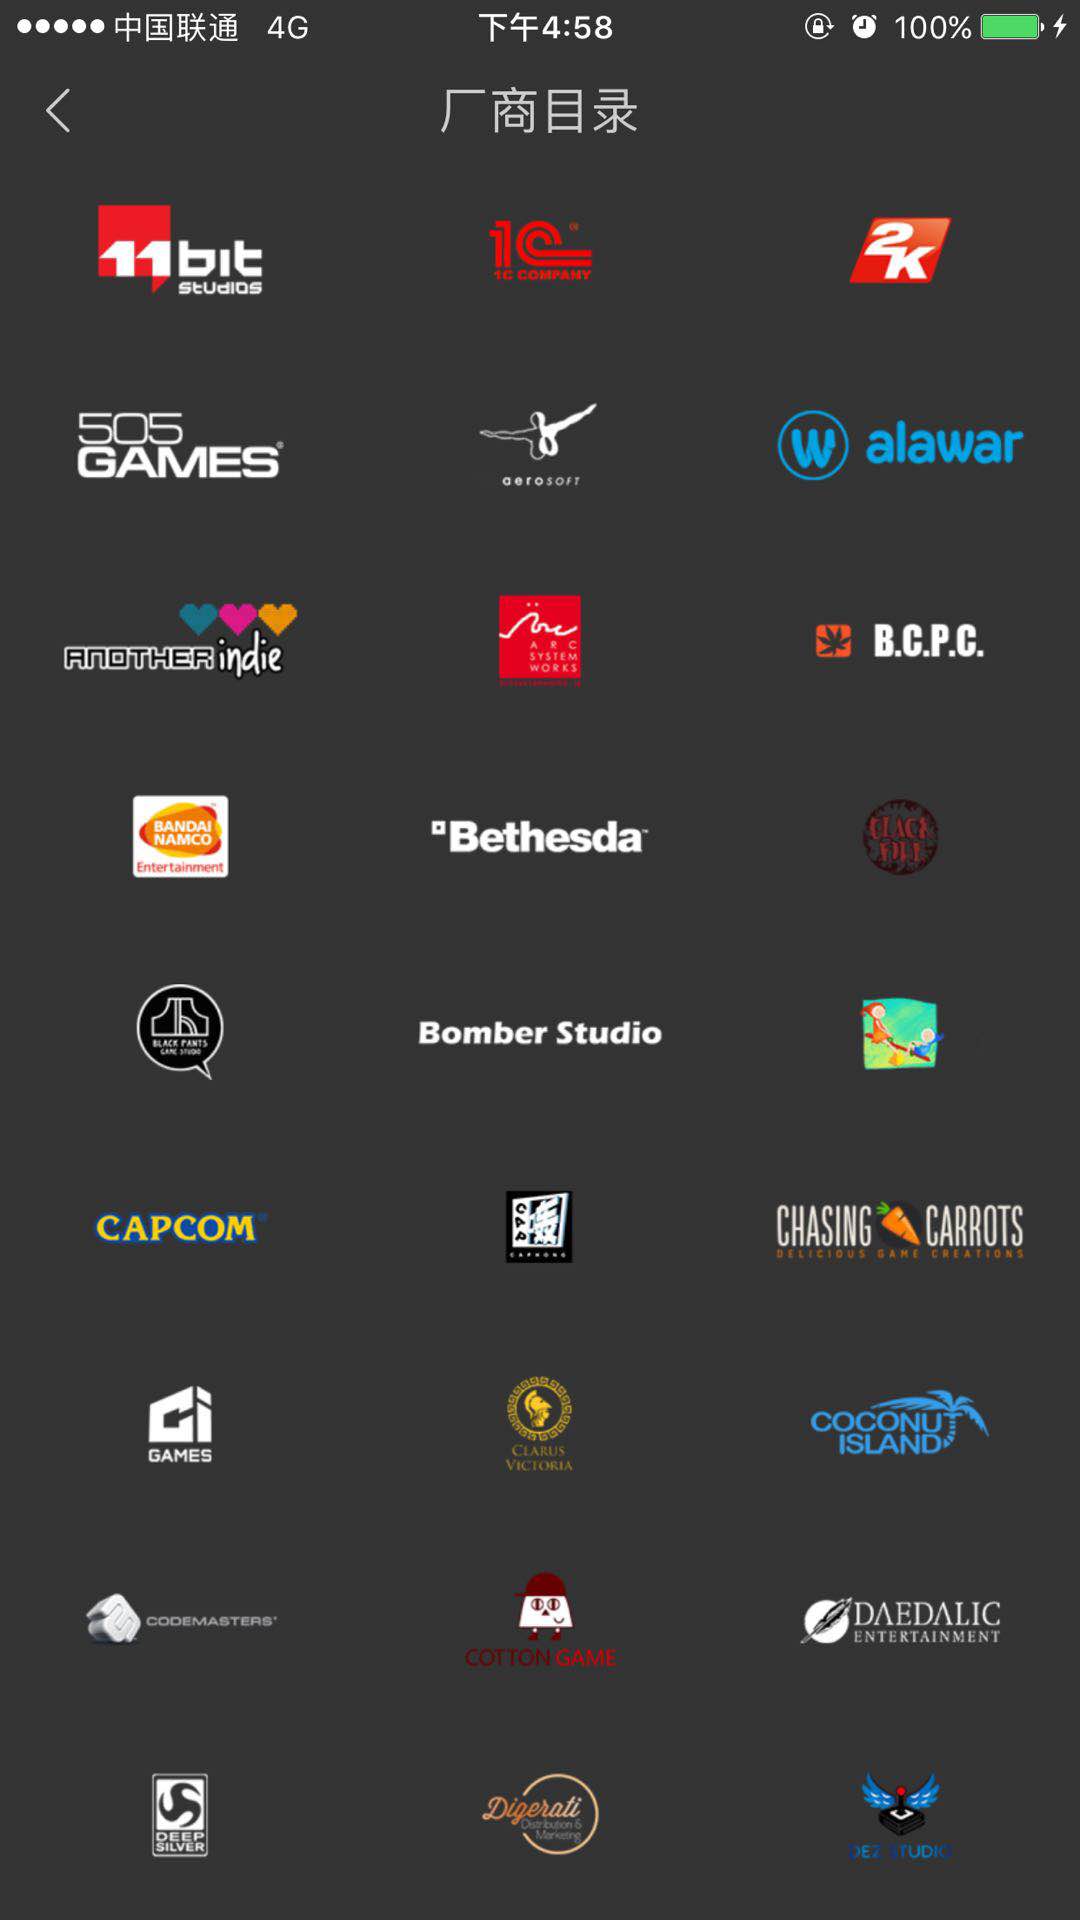 中国联通 4G 下午4:58 100%
厂商目录
11 bit
STUDIOS
1C
1C COMPANY
2K
505
GAMES
aerosoft
alawar
ANOTHER indie
ARC
SYSTEM
WORKS
B.C.P.C.
BANDAI
NAMCO
Entertainment
Bethesda
BLACK
FIRE
BLACK PANTS
GAME STUDIO
Bomber Studio
CAPCOM
CAPHONG
CHASING CARROTS
DELICIOUS GAME CREATIONS
CI
GAMES
CLARUS
VICTORIA
COCONUT
ISLAND
CODEMASTERS
COTTON GAME
DAEDALIC
ENTERTAINMENT
DEEP
SILVER
Digerati
Distribution &
Marketing
DEZ STUDIO